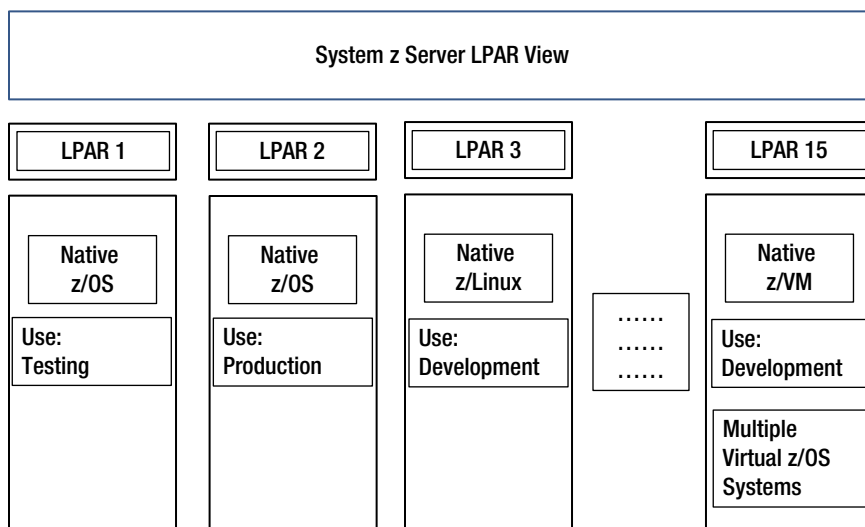 System z Server LPAR View
LPAR 1
LPAR 2
LPAR 3
LPAR 15
Native
z/OS
Use:
Testing
Native
z/OS
Use:
Production
Native
z/Linux
Use:
Development
......
......
......
Native
z/VM
Use:
Development
Multiple
Virtual z/OS
Systems